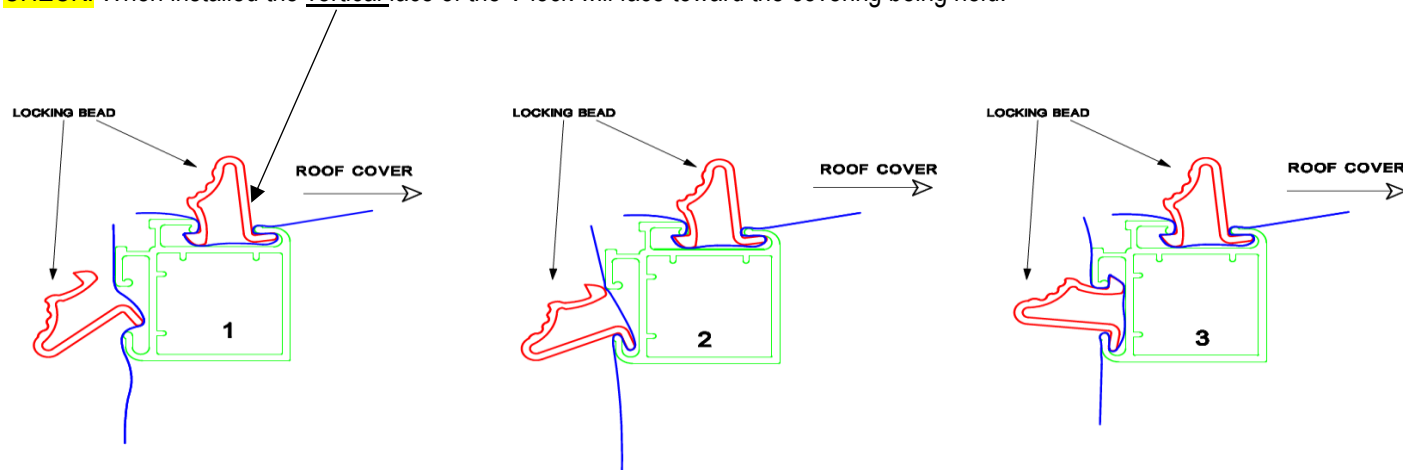 CHECK: When installed the vertical face of the V-lock will face toward the covering being held.
LOCKING BEAD
ROOF COVER
1
LOCKING BEAD
ROOF COVER
2
LOCKING BEAD
ROOF COVER
3